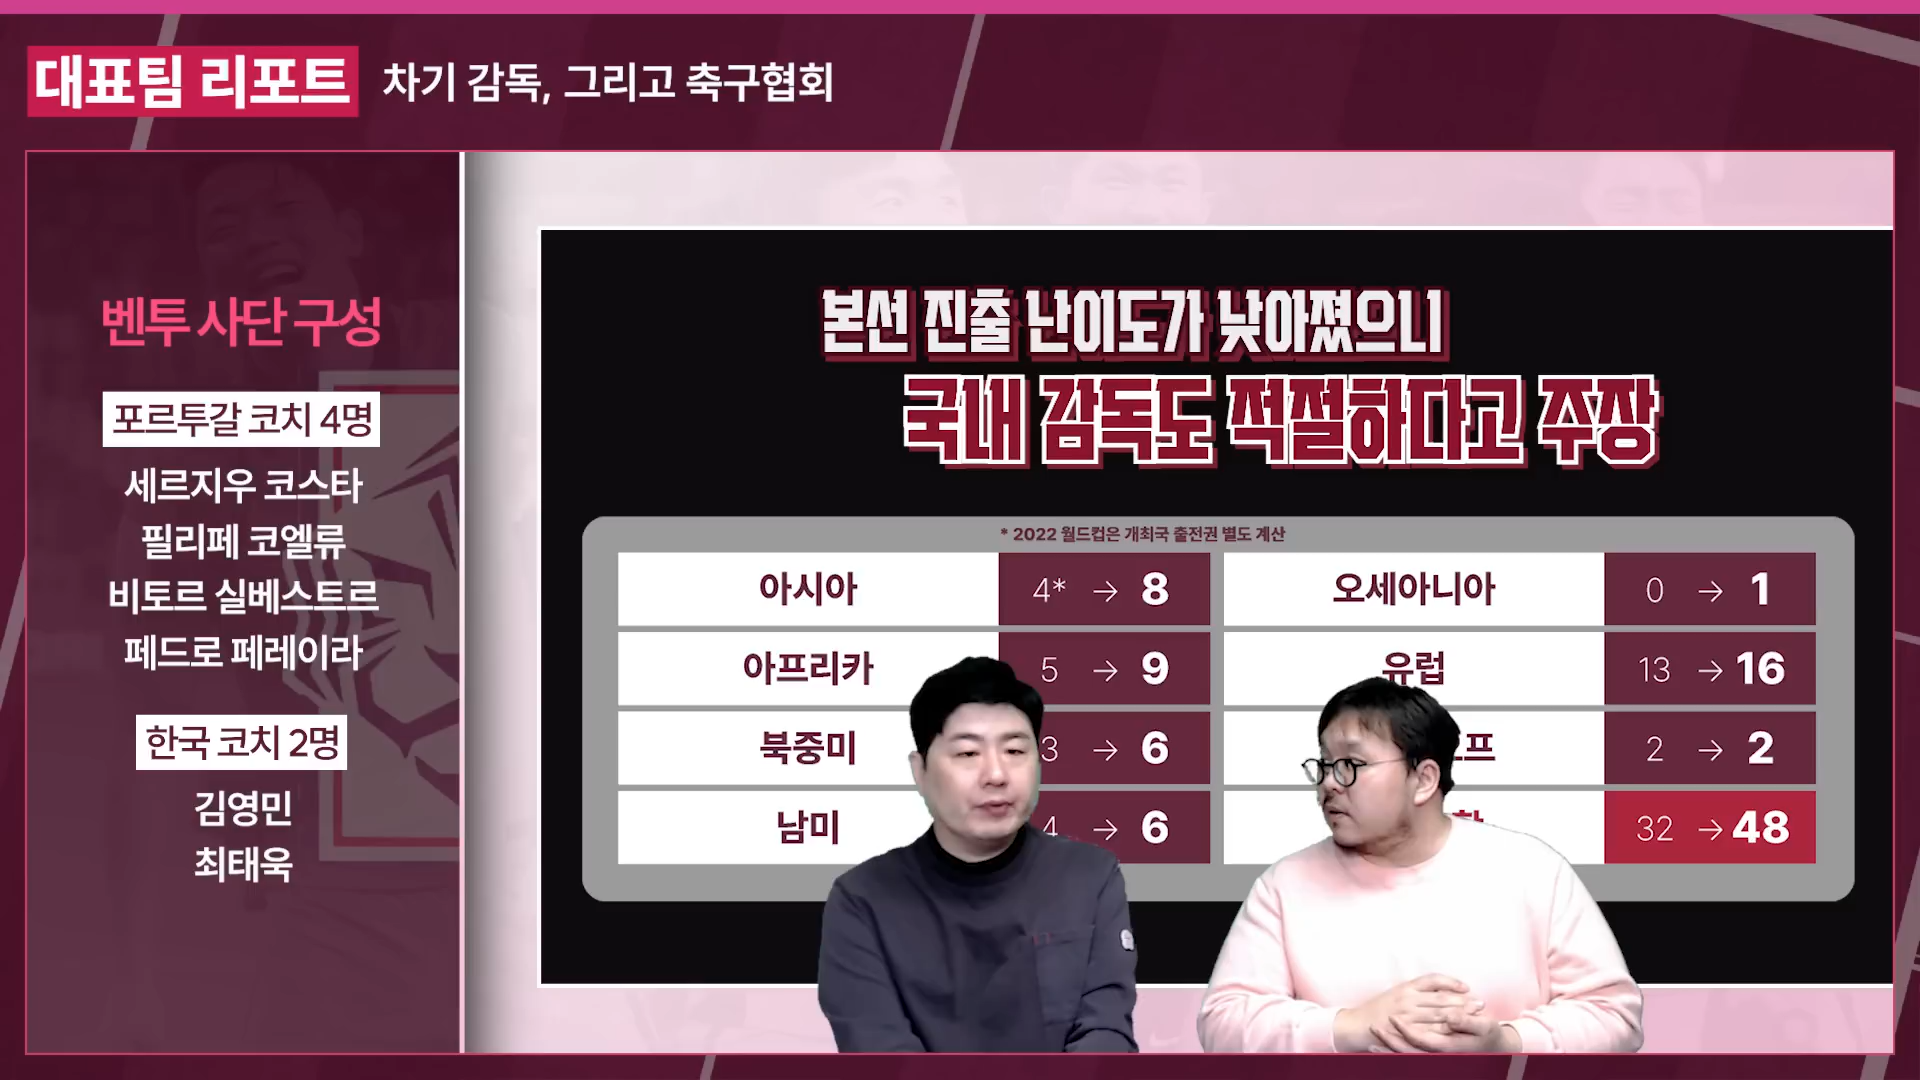 대표팀 리포트
차기 감독, 그리고 축구협회
벤투 사단 구성
포르투갈 코치 4명
세르지우 코스타
필리페 코엘류
비토르 실베스트르
페드로 페레이라
한국 코치 2명
김영민
최태욱
본선 진출 난이도가 낮아졌으니
국내 감독도 적절하다고 주장
* 2022 월드컵은 개최국 출전권 별도 계산
아시아 4* → 8
오세아니아 0 → 1
아프리카 5 → 9
유럽 13 → 16
북중미 3 → 6
2 → 2
남미 4 → 6
32 → 48